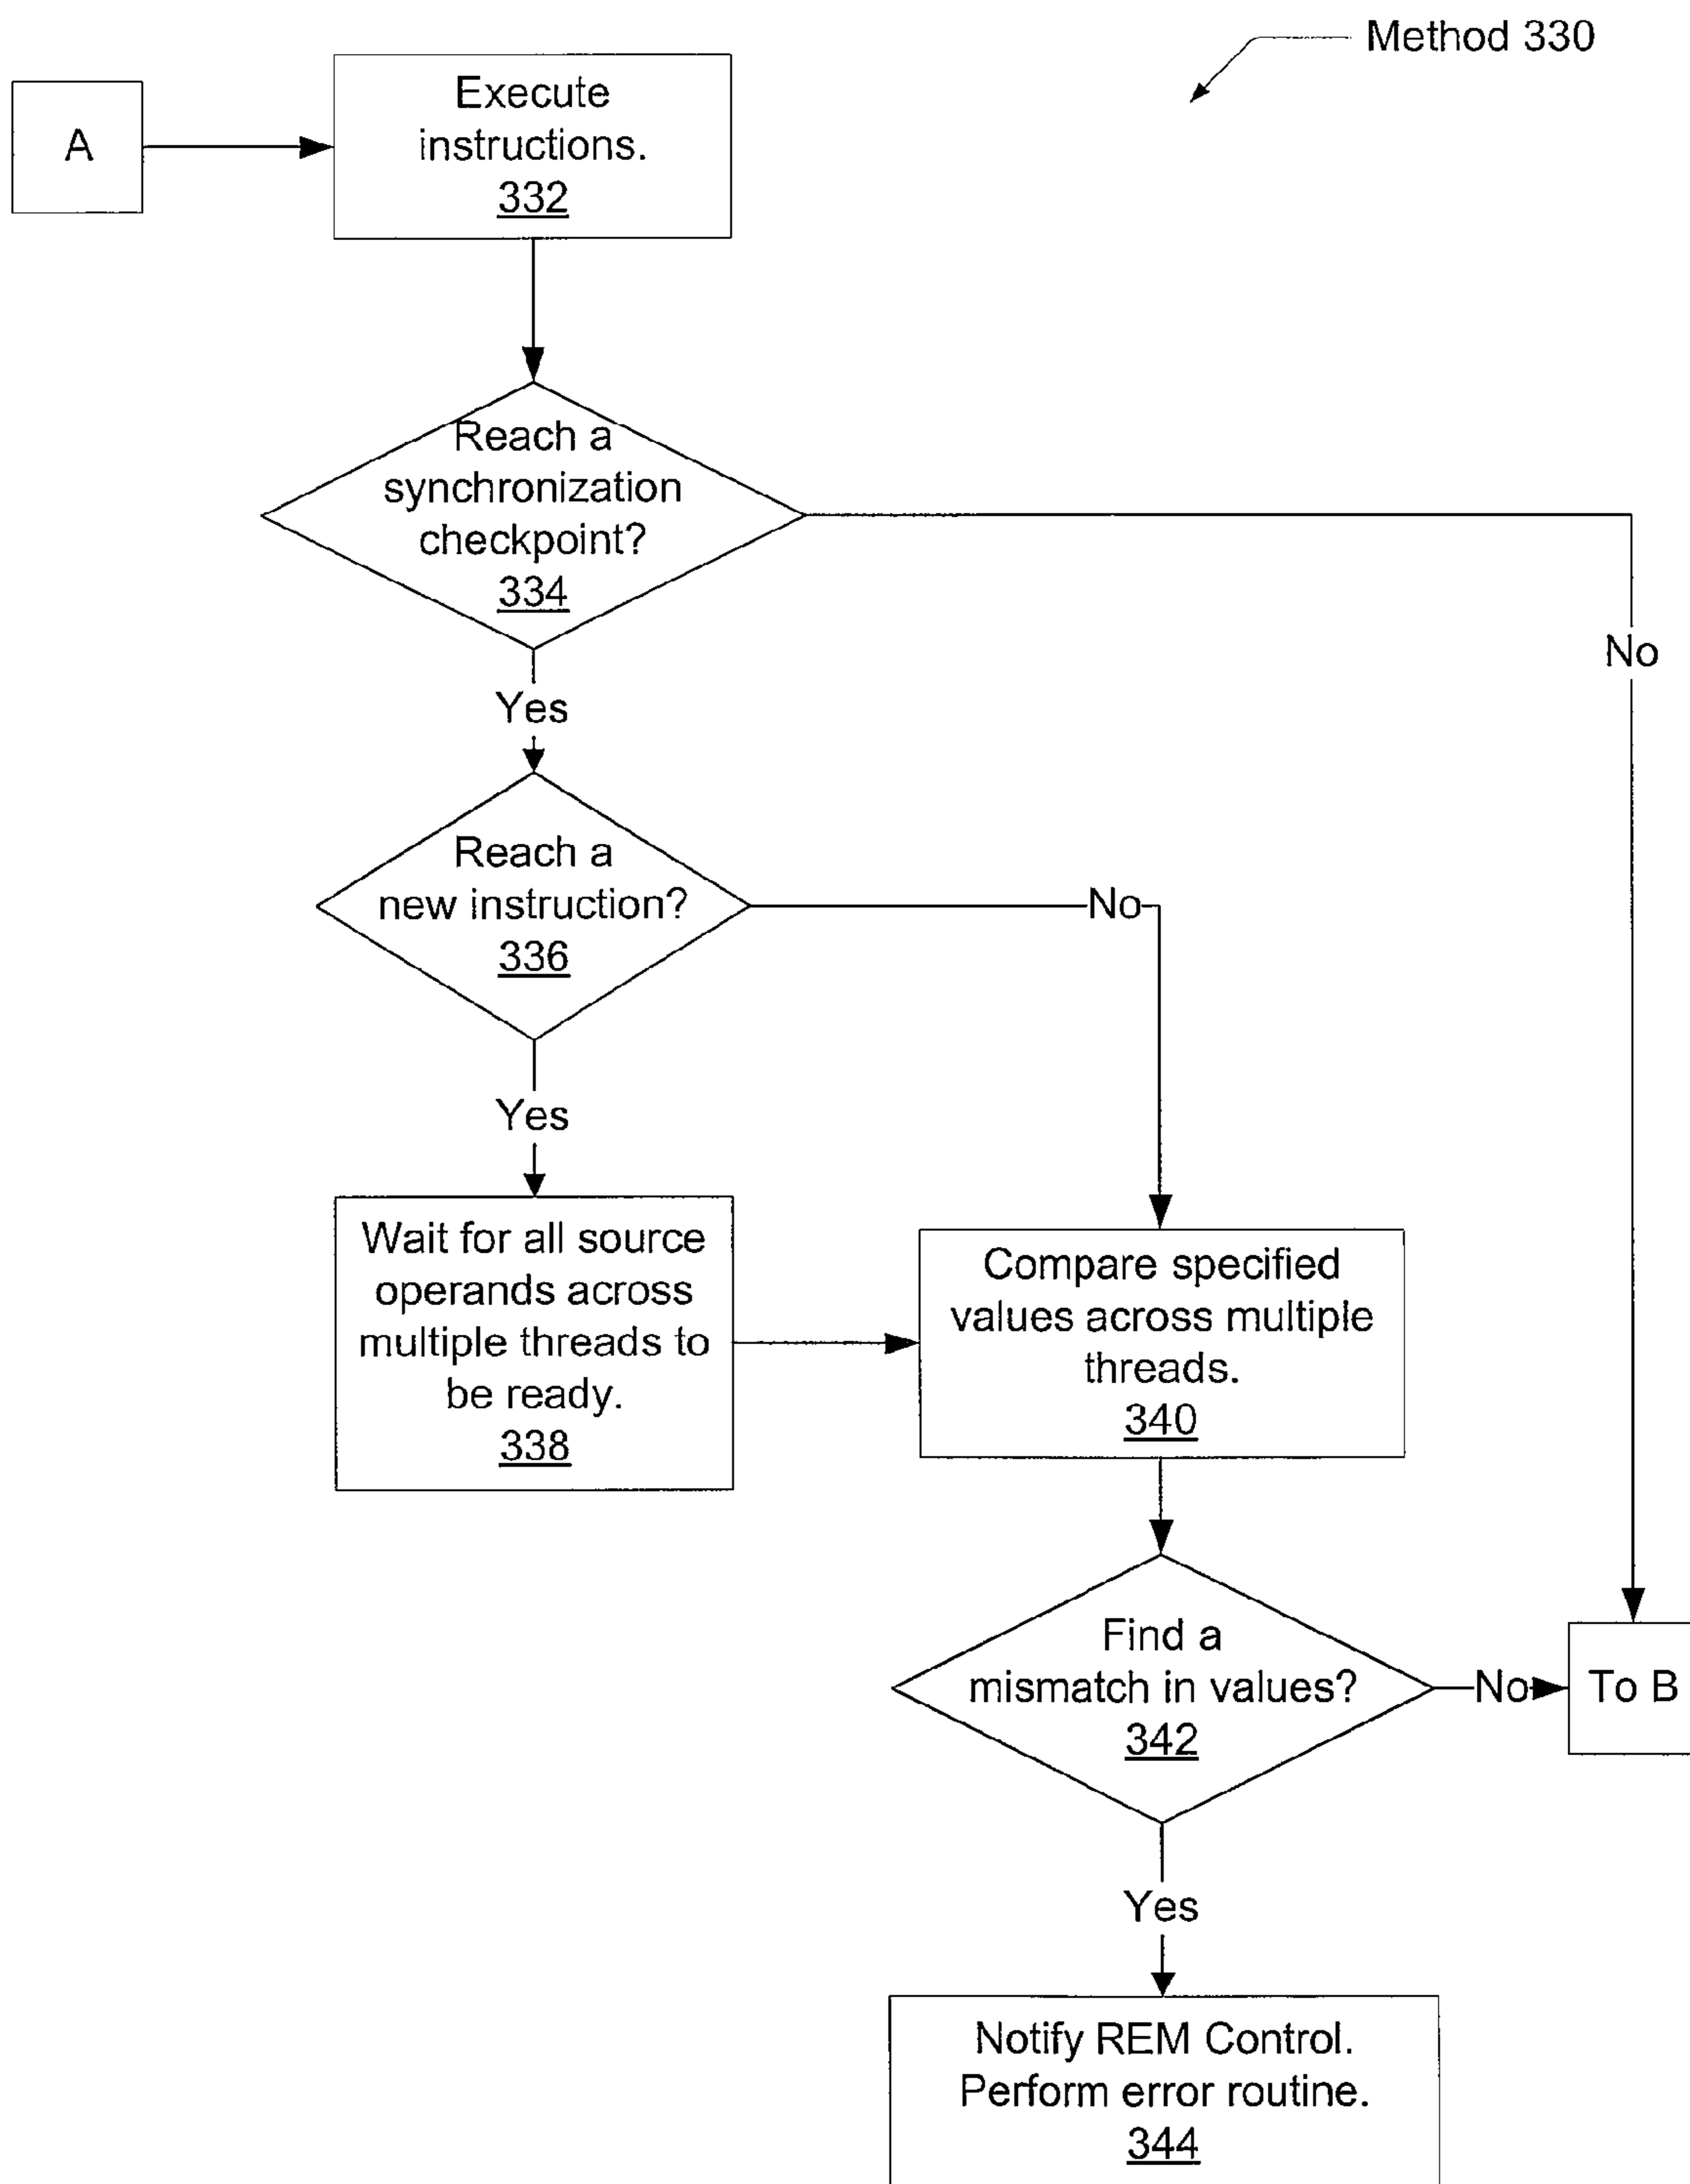 Method 330
A
Execute
instructions.
332
Reach a
synchronization
checkpoint?
334
No
Yes
Reach a
new instruction?
336
No
Yes
Wait for all source
operands across
multiple threads to
be ready.
338
Compare specified
values across multiple
threads.
340
Find a
mismatch in values?
342
No
To B
Yes
Notify REM Control.
Perform error routine.
344